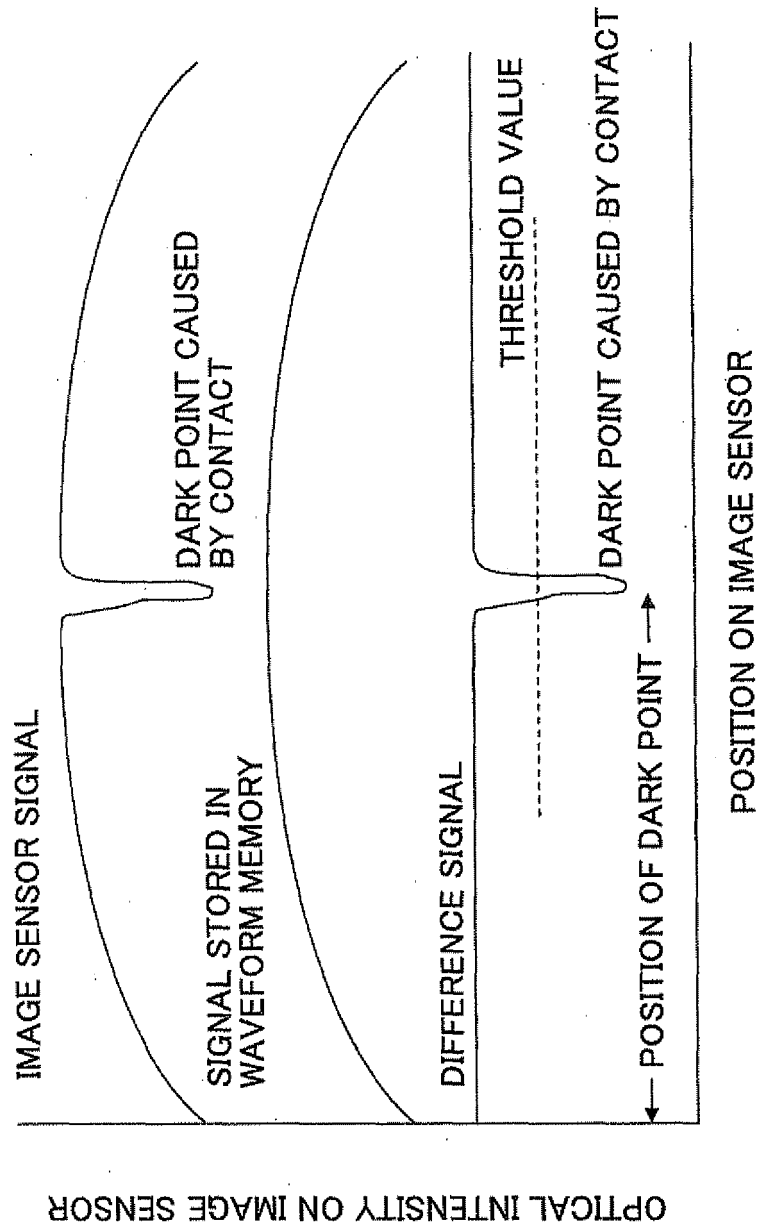 IMAGE SENSOR SIGNAL
DARK POINT CAUSED
BY CONTACT
SIGNAL STORED IN
WAVEFORM MEMORY
DIFFERENCE SIGNAL
THRESHOLD VALUE
DARK POINT CAUSED BY CONTACT
POSITION OF DARK POINT
POSITION ON IMAGE SENSOR
OPTICAL INTENSITY ON IMAGE SENSOR